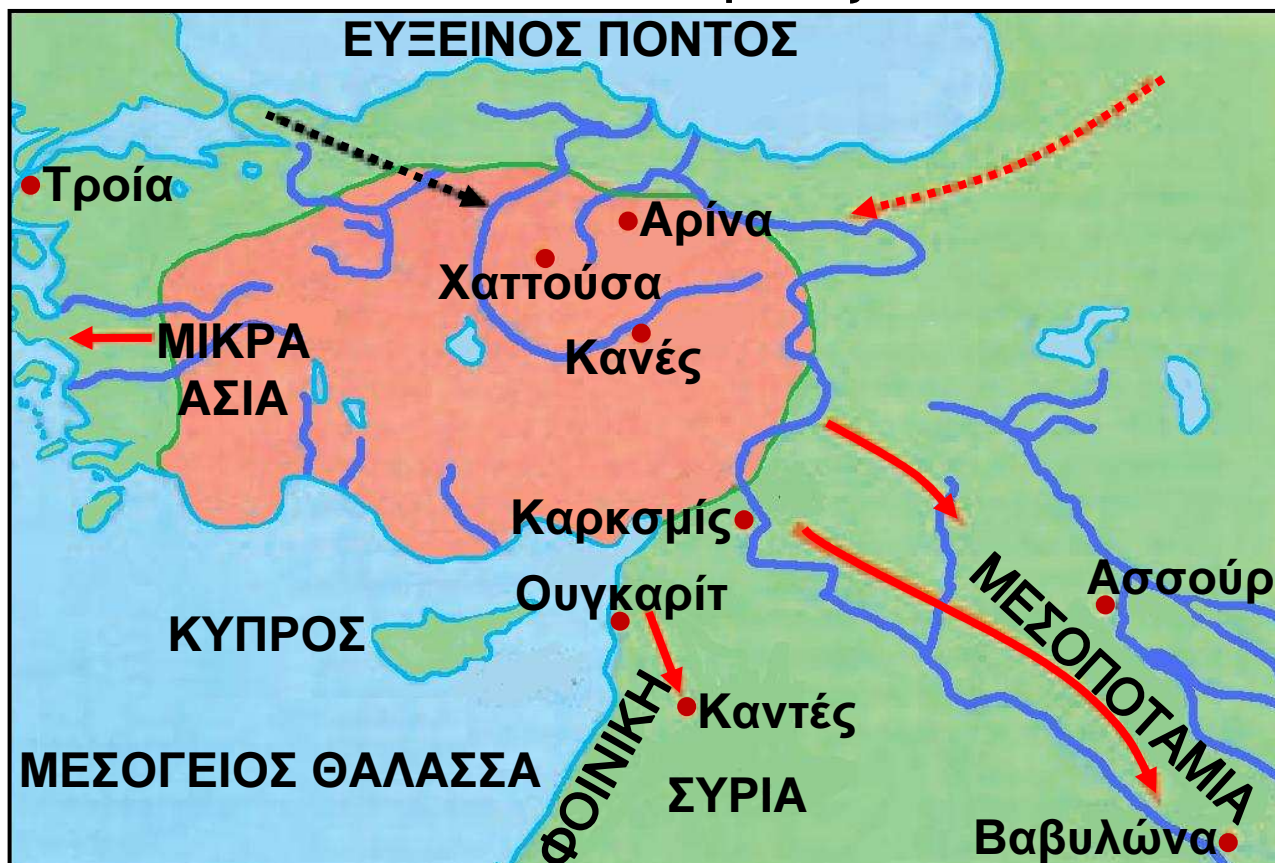 ΕΥΞΕΙΝΟΣ ΠΟΝΤΟΣ
Τροία
Αρίνα
Χαττούσα
ΜΙΚΡΑ
ΑΣΙΑ
Κανές
Καρκσμίς
Ουγκαρίτ
Ασσούρ
ΜΕΣΟΠΟΤΑΜΙΑ
ΚΥΠΡΟΣ
ΦΟΙΝΙΚΗ
Καντές
ΜΕΣΟΓΕΙΟΣ ΘΑΛΑΣΣΑ
ΣΥΡΙΑ
Βαβυλώνα